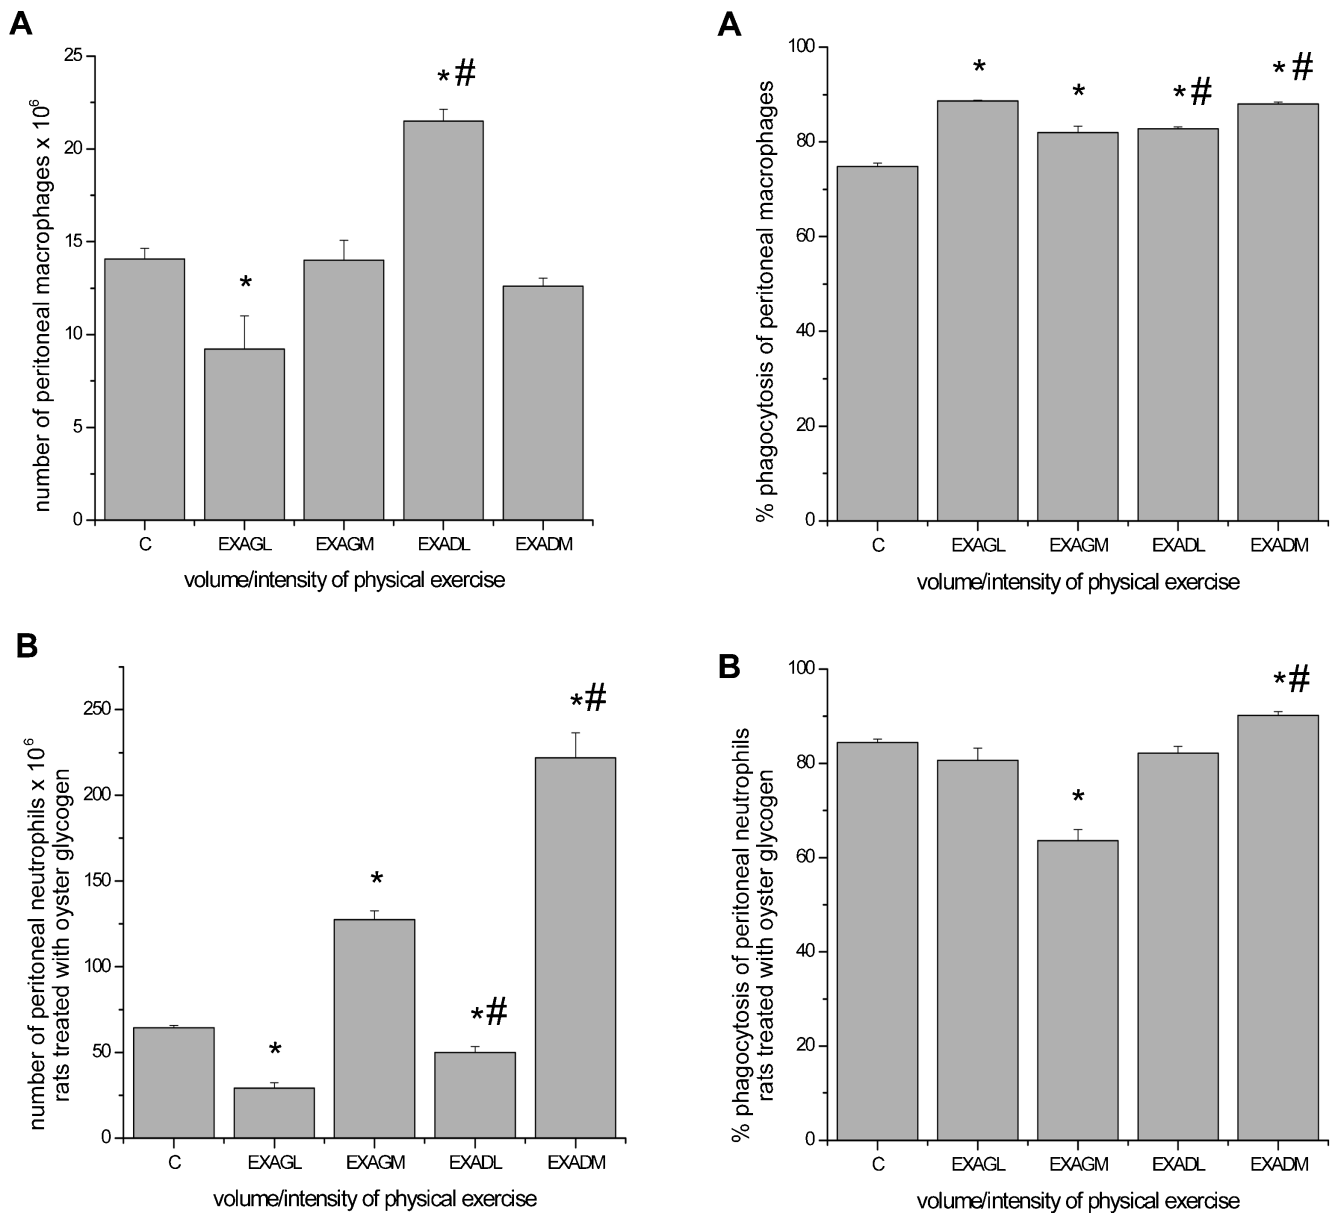 A
number of peritoneal macrophages x 10^6
25
20
15
10
5
0
*
*#
C EXAGL EXAGM EXADL EXADM
volume/intensity of physical exercise
A
% phagocytosis of peritoneal macrophages
100
80
60
40
20
0
*
*
*#
*#
C EXAGL EXAGM EXADL EXADM
volume/intensity of physical exercise
B
number of peritoneal neutrophils x 10^6
rats treated with oyster glycogen
250
200
150
100
50
0
*
*
*#
*#
C EXAGL EXAGM EXADL EXADM
volume/intensity of physical exercise
B
% phagocytosis of peritoneal neutrophils
rats treated with oyster glycogen
100
80
60
40
20
0
*
*#
C EXAGL EXAGM EXADL EXADM
volume/intensity of physical exercise